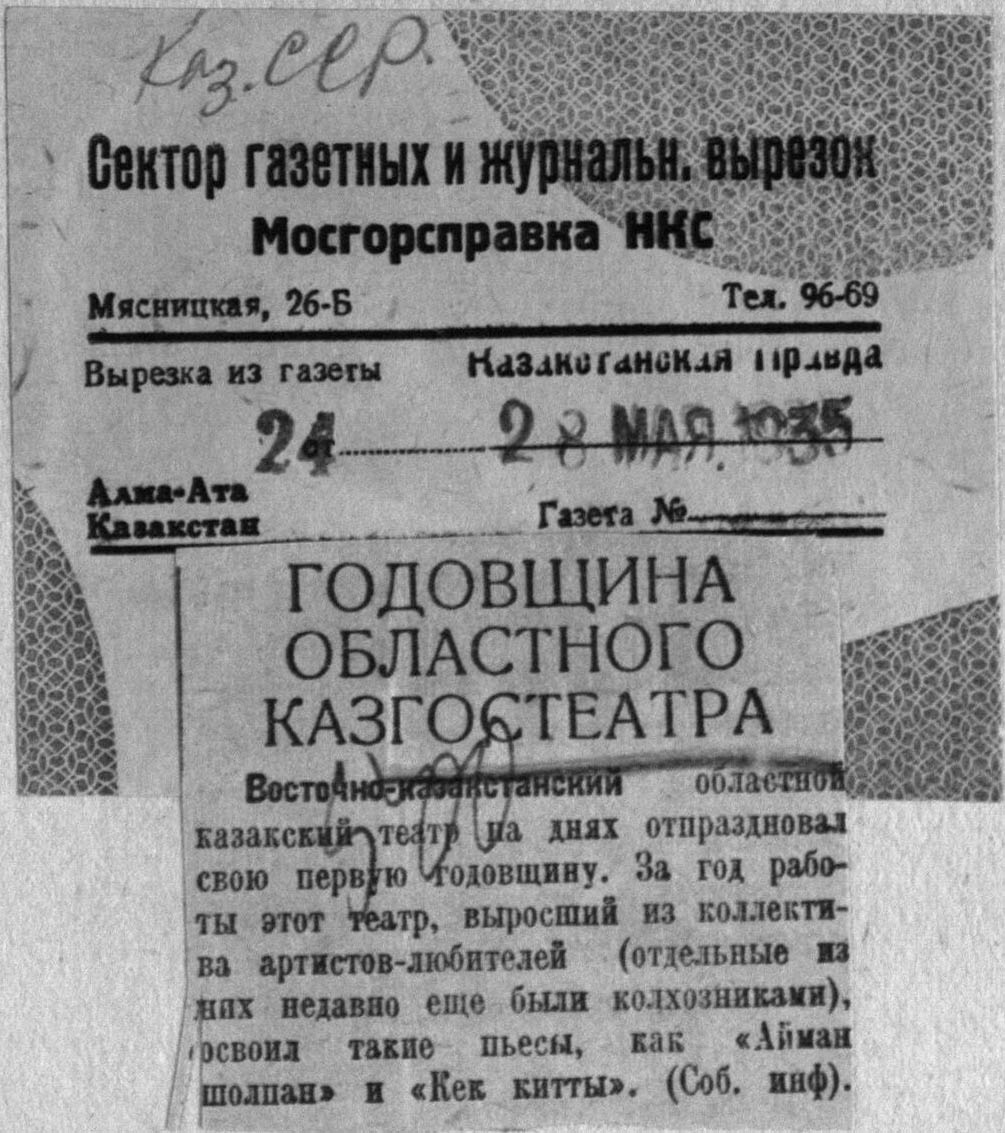 Каз. ССР.
Сектор газетных и журнальн. вырезок
Мосгорсправка НКС
Мясницкая, 26-Б Тел. 96-69
Вырезка из газеты Казакстанская Правда
24 от 28 МАЯ. 1935
Алма-Ата
Казакстан Газета №
ГОДОВЩИНА
ОБЛАСТНОГО
КАЗГОСТЕАТРА
Восточно-казакстанский областной
казакский театр на днях отпраздновал
свою первую годовщину. За год рабо-
ты этот театр, выросший из коллекти-
ва артистов-любителей (отдельные из
них недавно еще были колхозниками),
освоил такие пьесы, как «Айман
шолпан» и «Кек китты». (Соб. инф).